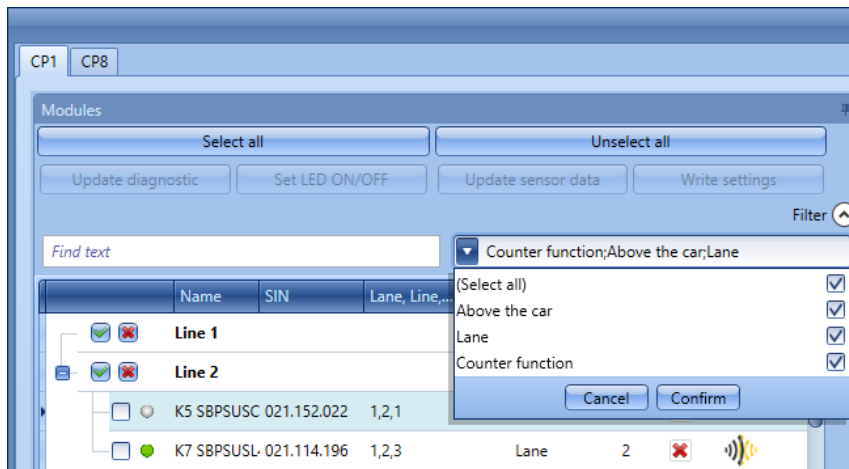 CP1 CP8
Modules
Select all Unselect all
Update diagnostic Set LED ON/OFF Update sensor data Write settings
Filter
Find text Counter function;Above the car;Lane
(Select all)
Above the car
Lane
Counter function
Cancel Confirm
Name SIN Lane, Line,...
Line 1
Line 2
K5 SBPSUSC 021.152.022 1,2,1
K7 SBPSUSL- 021.114.196 1,2,3 Lane 2